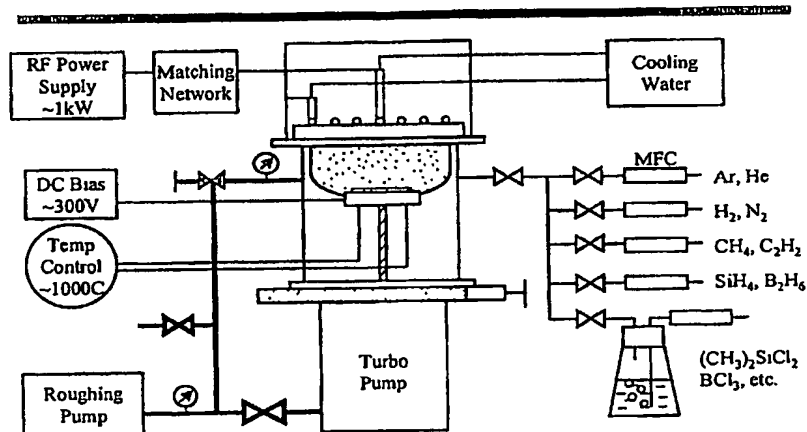 RF Power
Supply
~1kW
Matching
Network
Cooling
Water
DC Bias
~300V
Temp
Control
~1000C
Roughing
Pump
Turbo
Pump
MFC
Ar, He
H₂, N₂
CH₄, C₂H₂
SiH₄, B₂H₆
(CH₃)₂SiCl₂
BCl₃, etc.